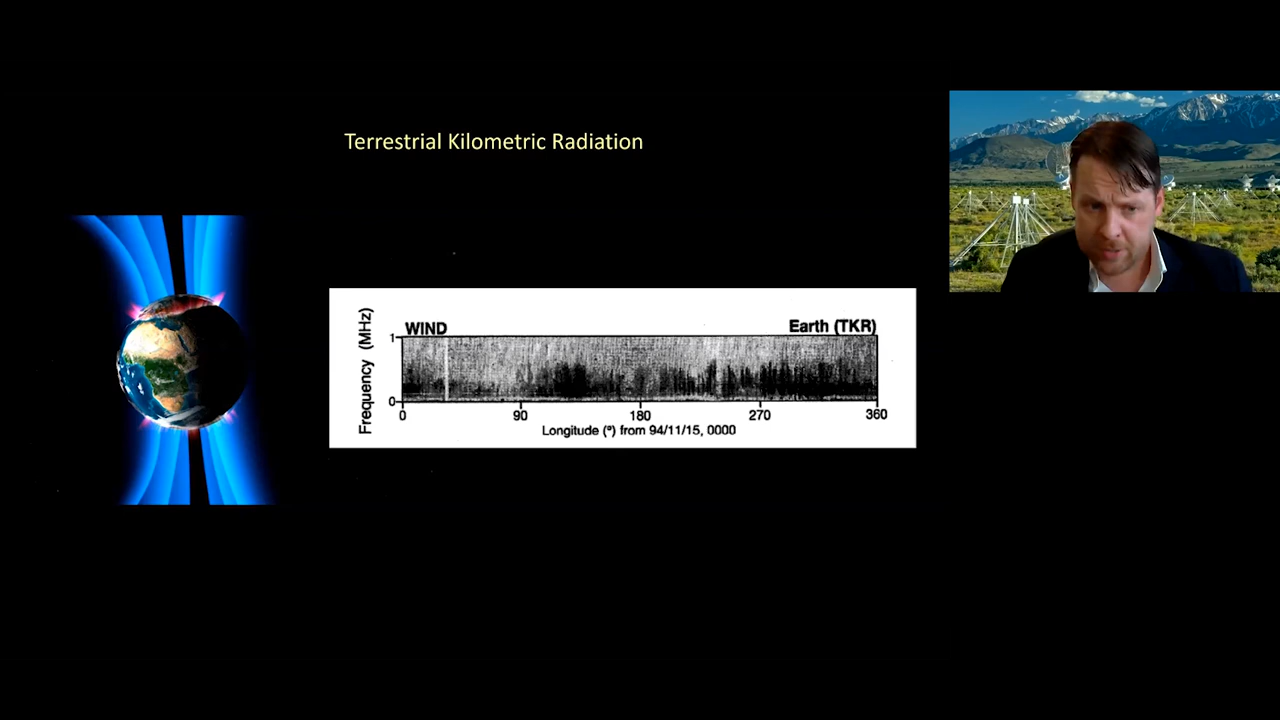 Terrestrial Kilometric Radiation
WIND
Earth (TKR)
Frequency (MHz)
1
0
0 90 180 270 360
Longitude (°) from 94/11/15, 0000